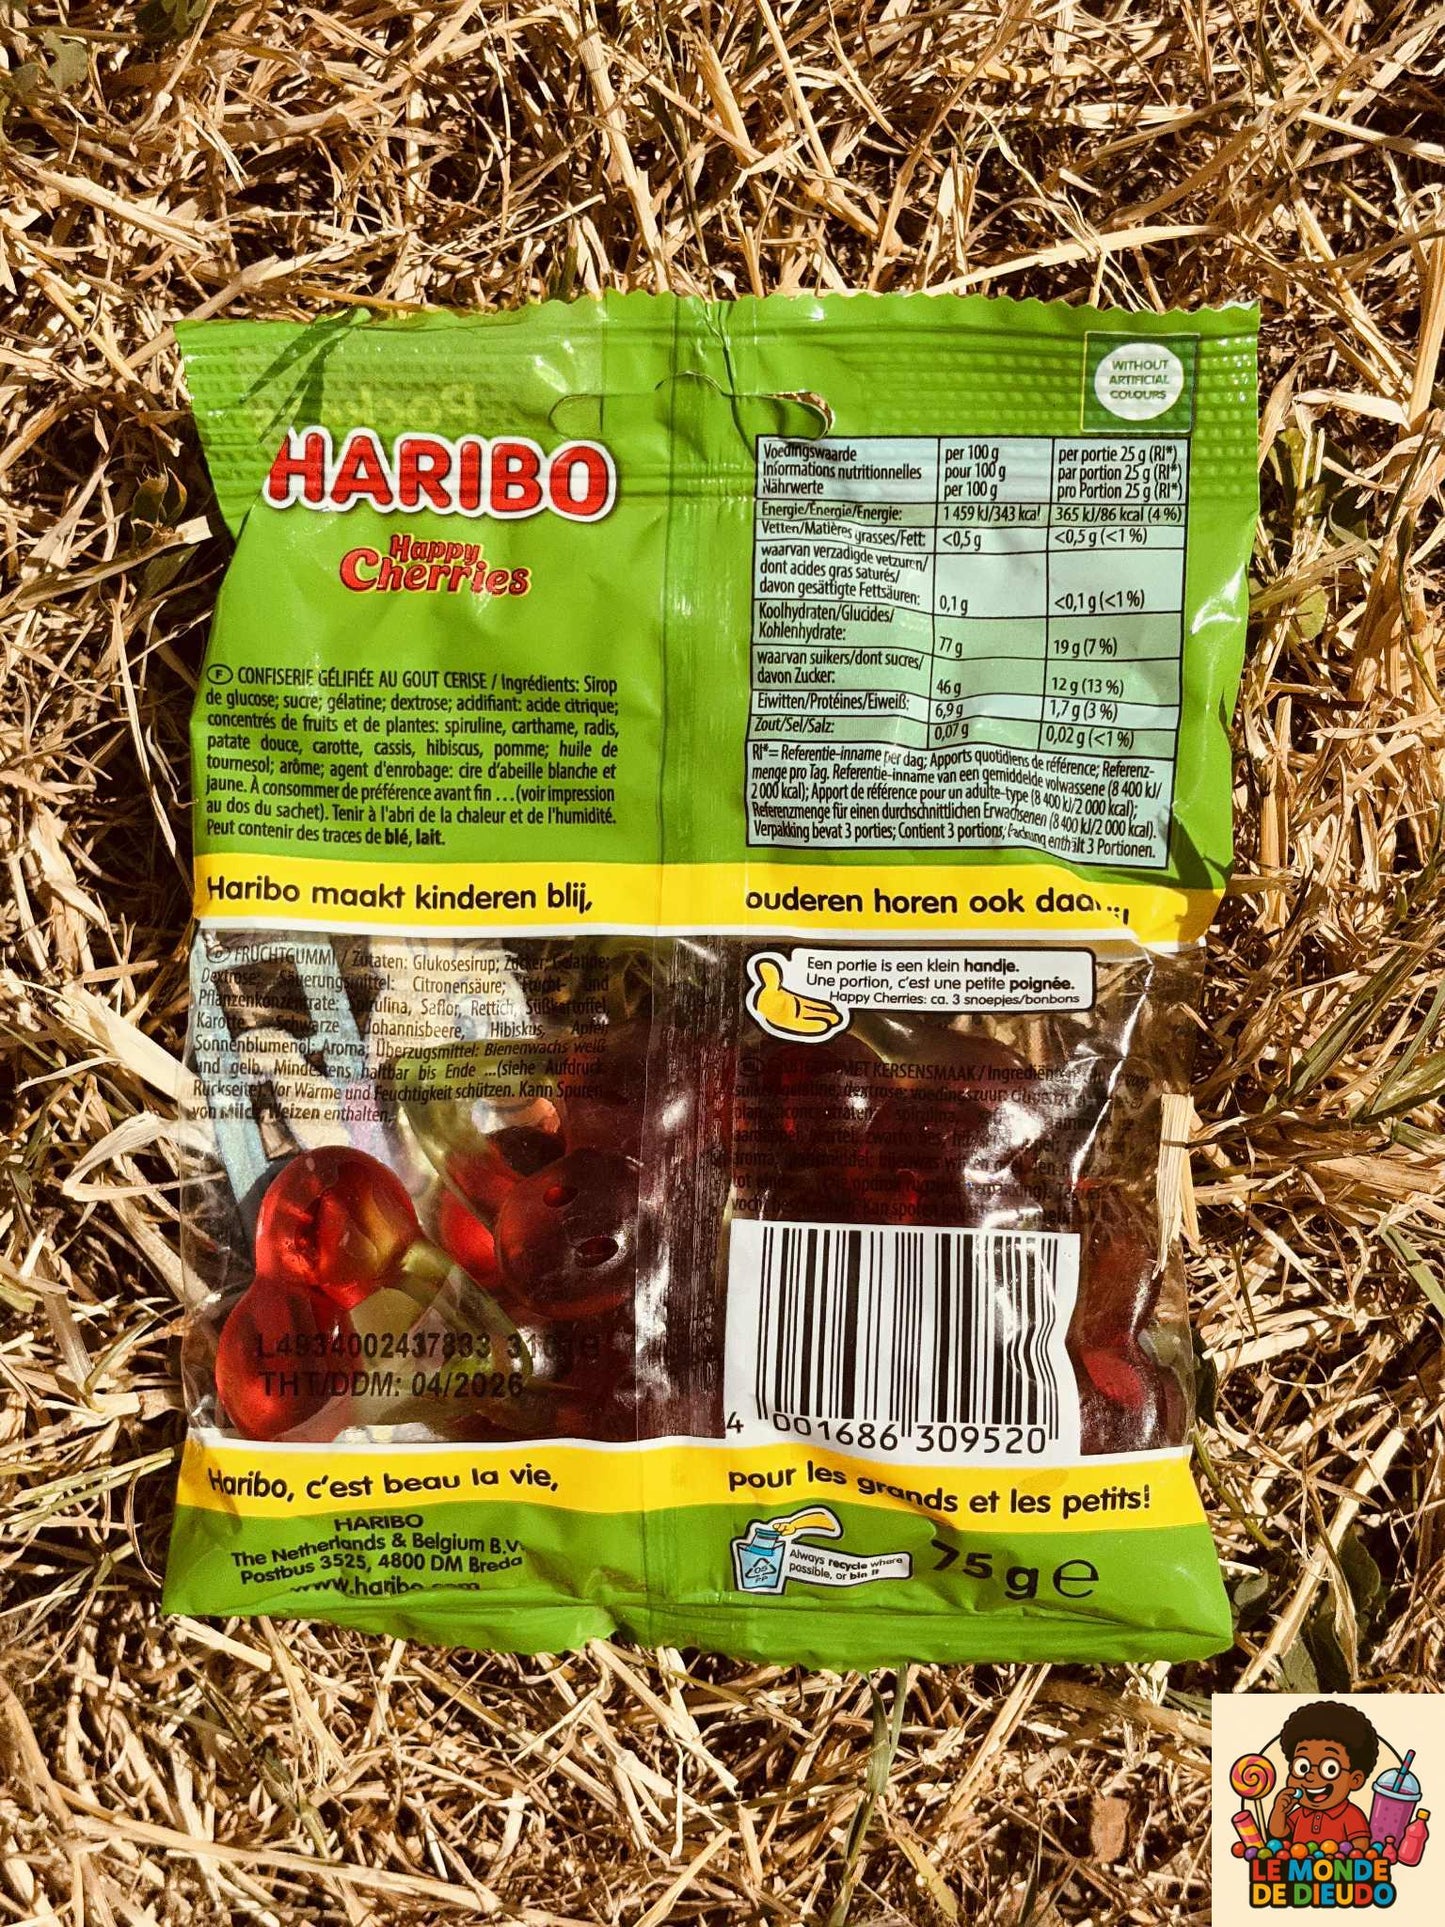 WITHOUT
ARTIFICIAL
COLOURS
HARIBO
Happy
Cherries
F CONFISERIE GÉLIFIÉE AU GOUT CERISE / Ingrédients: Sirop
de glucose; sucre; gélatine; dextrose; acidifiant: acide citrique;
concentrés de fruits et de plantes: spiruline, carthame, radis,
patate douce, carotte, cassis, hibiscus, pomme; huile de
tournesol; arôme; agent d'enrobage: cire d'abeille blanche et
jaune. À consommer de préférence avant fin ...(voir impression
au dos du sachet). Tenir à l'abri de la chaleur et de l'humidité.
Peut contenir des traces de blé, lait.
Voedingswaarde per 100 g per portie 25 g (RI*)
Informations nutritionnelles pour 100 g par portion 25 g (RI*)
Nährwerte per 100 g pro Portion 25 g (RI*)
Energie/Énergie/Energie: 1 459 kJ/343 kcal 365 kJ/86 kcal (4 %)
Vetten/Matières grasses/Fett: <0,5 g <0,5 g (<1 %)
waarvan verzadigde vetzuren/
dont acides gras saturés/
davon gesättigte Fettsäuren: 0,1 g <0,1 g (<1 %)
Koolhydraten/Glucides/
Kohlenhydrate: 77 g 19 g (7 %)
waarvan suikers/dont sucres/
davon Zucker: 46 g 12 g (13 %)
Eiwitten/Protéines/Eiweiß: 6,9 g 1,7 g (3 %)
Zout/Sel/Salz: 0,07 g 0,02 g (<1 %)
RI*= Referentie-inname per dag; Apports quotidiens de référence; Referenz-
menge pro Tag. Referentie-inname van een gemiddelde volwassene (8 400 kJ/
2 000 kcal); Apport de référence pour un adulte-type (8 400 kJ/2 000 kcal);
Referenzmenge für einen durchschnittlichen Erwachsenen (8 400 kJ/2 000 kcal).
Verpakking bevat 3 porties; Contient 3 portions; Packung enthält 3 Portionen.
Haribo maakt kinderen blij, ouderen horen ook daar
D FRUCHTGUMMI / Zutaten: Glukosesirup; Zucker; Gelatine;
Dextrose; Säuerungsmittel: Citronensäure; Frucht- und
Pflanzenkonzentrate: Spirulina, Saflor, Rettich, Süßkartoffel,
Karotte, Schwarze Johannisbeere, Hibiskus, Apfel;
Sonnenblumenöl; Aroma; Überzugsmittel: Bienenwachs weiß
und gelb. Mindestens haltbar bis Ende ...(siehe Aufdruck
Rückseite). Vor Wärme und Feuchtigkeit schützen. Kann Spuren
von Milch, Weizen enthalten.
Een portie is een klein handje.
Une portion, c'est une petite poignée.
Happy Cherries: ca. 3 snoepjes/bonbons
MET KERSENSMAAK / Ingrediënten:
dextrose; voedingszuur:
L4934002437833
THT/DDM: 04/2026
4 001686 309520
Haribo, c'est beau la vie, pour les grands et les petits!
HARIBO
The Netherlands & Belgium B.V.
Postbus 3525, 4800 DM Breda
www.haribo.com
05
PP
Always recycle where
possible, or bin it
75 g e
LE MONDE
DE DIEUDO